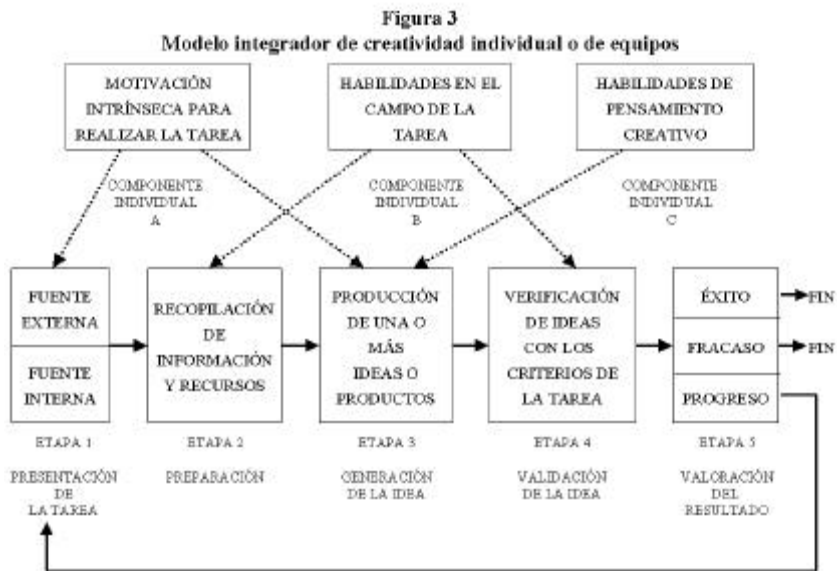 Figura 3
Modelo integrador de creatividad individual o de equipos
MOTIVACIÓN
INTRÍNSECA PARA
REALIZAR LA TAREA
HABILIDADES EN EL
CAMPO DE LA
TAREA
HABILIDADES DE
PENSAMIENTO
CREATIVO
COMPONENTE
INDIVIDUAL
A
COMPONENTE
INDIVIDUAL
B
COMPONENTE
INDIVIDUAL
C
FUENTE
EXTERNA
FUENTE
INTERNA
RECOPILACIÓN
DE
INFORMACIÓN
Y RECURSOS
PRODUCCIÓN
DE UNA O
MÁS
IDEAS O
PRODUCTOS
VERIFICACIÓN
DE IDEAS
CON LOS
CRITERIOS DE
LA TAREA
ÉXITO
FIN
FRACASO
FIN
PROGRESO
ETAPA 1
PRESENTACIÓN
DE
LA TAREA
ETAPA 2
PREPARACIÓN
ETAPA 3
GENERACIÓN
DE LA IDEA
ETAPA 4
VALIDACIÓN
DE LA IDEA
ETAPA 5
VALORACIÓN
DEL
RESULTADO